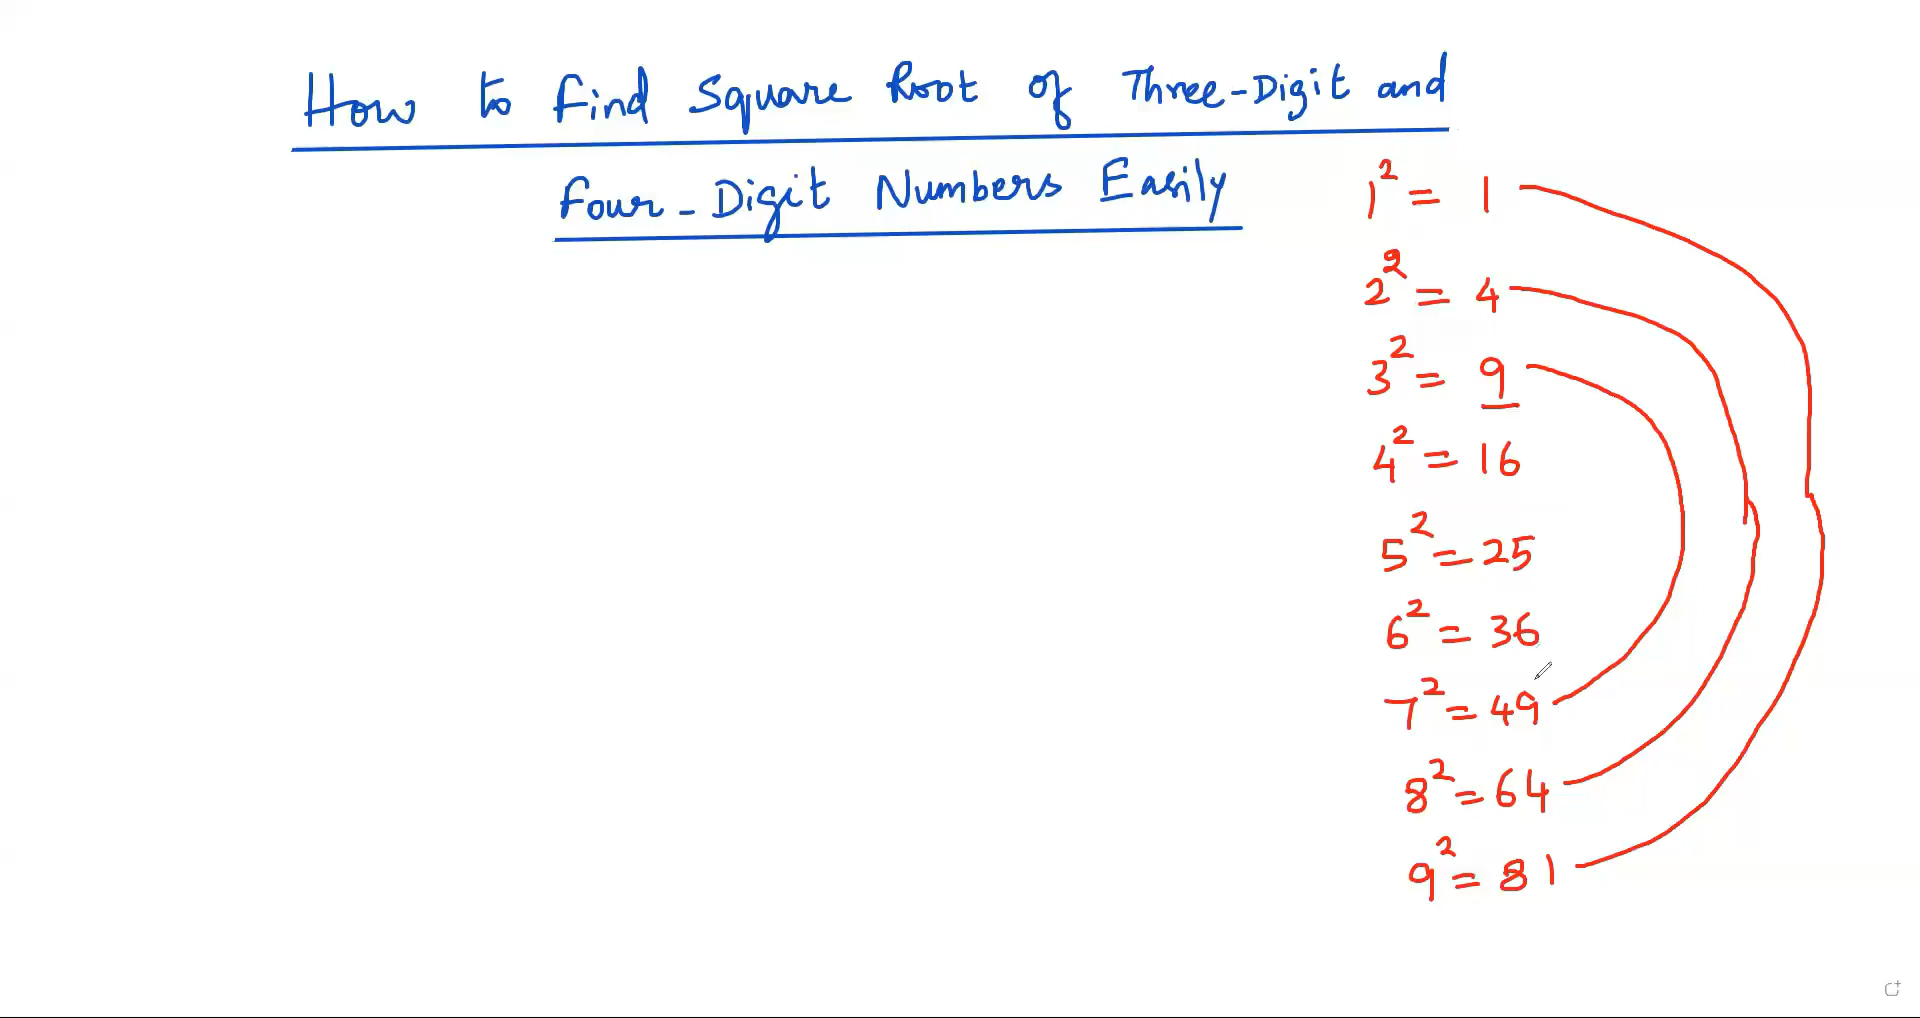 How to Find Square Root of Three-Digit and
Four-Digit Numbers Easily
1² = 1
2² = 4
3² = 9
4² = 16
5² = 25
6² = 36
7² = 49
8² = 64
9² = 81